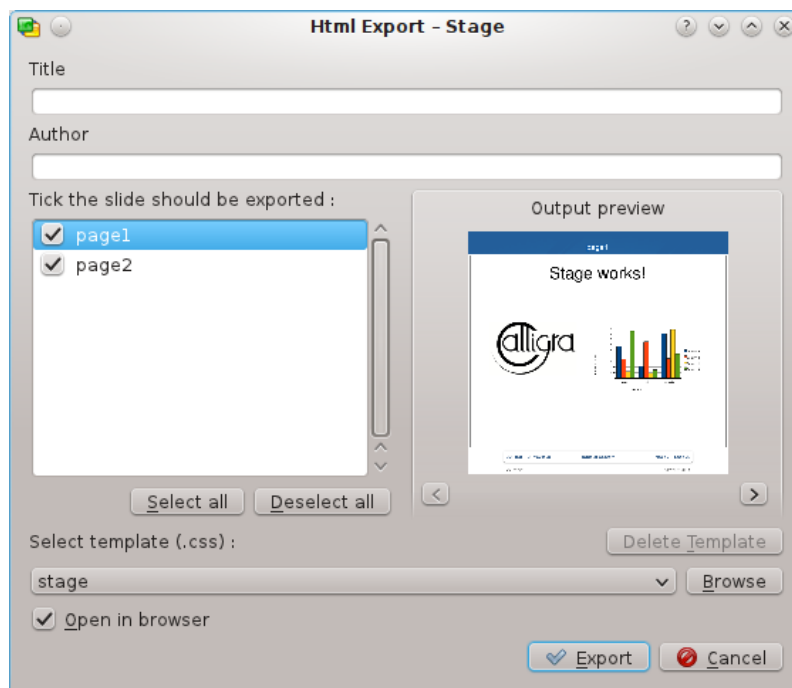 Html Export – Stage
Title
Author
Tick the slide should be exported :
page1
page2
Select all
Deselect all
Output preview
page1
Stage works!
Calligra
Select template (.css) :
Delete Template
stage
Browse
Open in browser
Export
Cancel